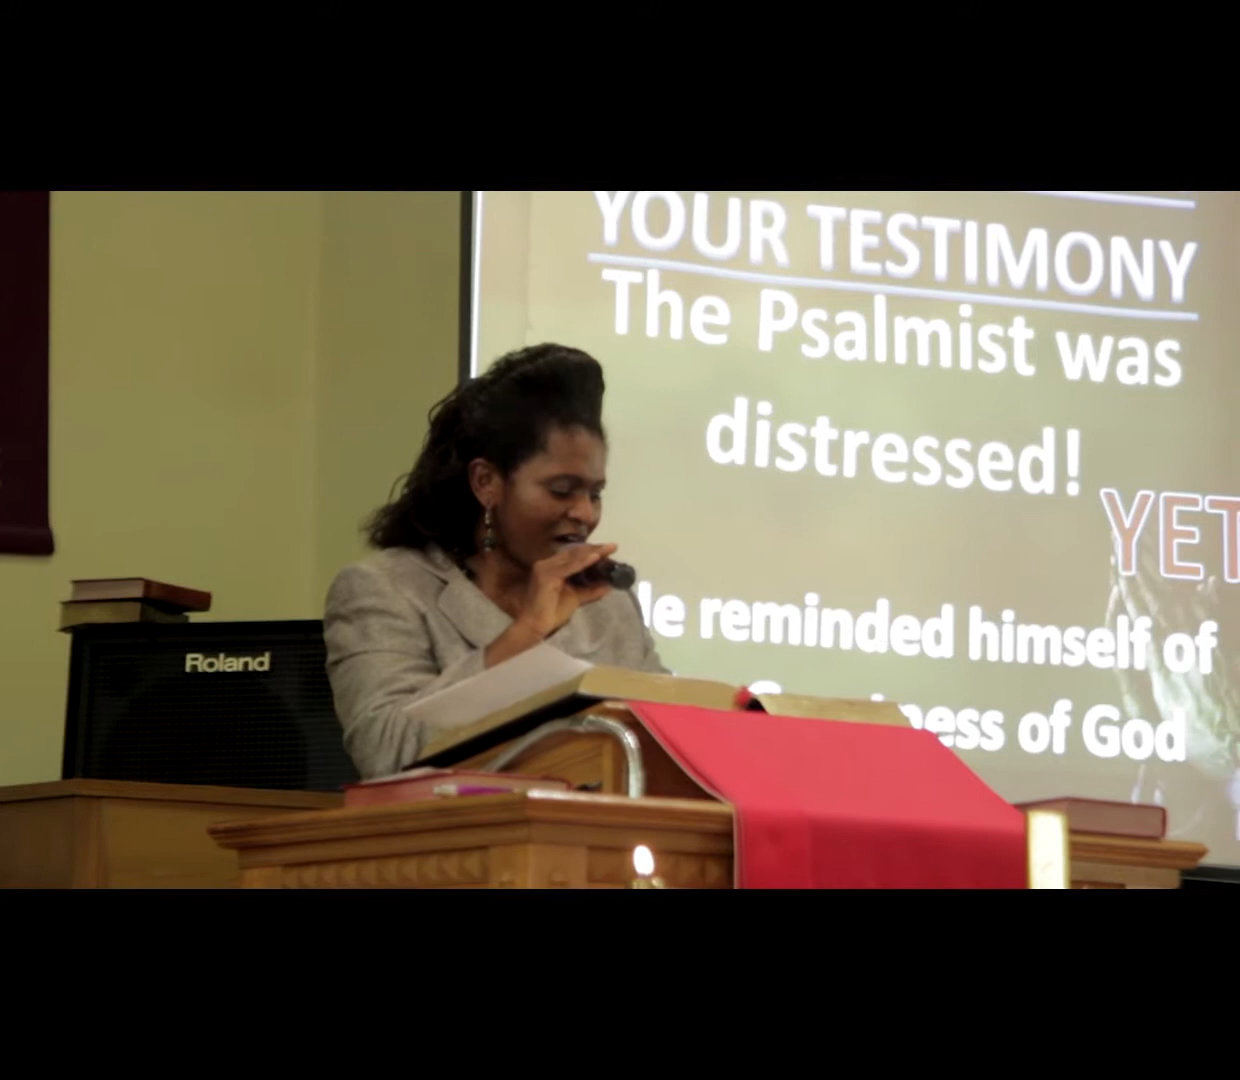 YOUR TESTIMONY
The Psalmist was
distressed!
YET
reminded himself of
of God
Roland